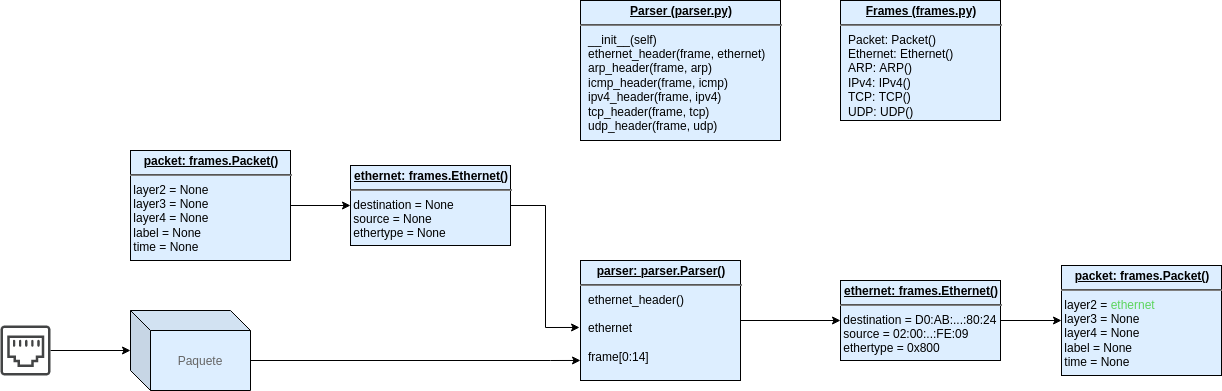 Parser (parser.py)
__init__(self)
ethernet_header(frame, ethernet)
arp_header(frame, arp)
icmp_header(frame, icmp)
ipv4_header(frame, ipv4)
tcp_header(frame, tcp)
udp_header(frame, udp)
Frames (frames.py)
Packet: Packet()
Ethernet: Ethernet()
ARP: ARP()
IPv4: IPv4()
TCP: TCP()
UDP: UDP()
packet: frames.Packet()
layer2 = None
layer3 = None
layer4 = None
label = None
time = None
ethernet: frames.Ethernet()
destination = None
source = None
ethertype = None
Paquete
parser: parser.Parser()
ethernet_header()
ethernet
frame[0:14]
ethernet: frames.Ethernet()
destination = D0:AB:...:80:24
source = 02:00:..:FE:09
ethertype = 0x800
packet: frames.Packet()
layer2 = ethernet
layer3 = None
layer4 = None
label = None
time = None